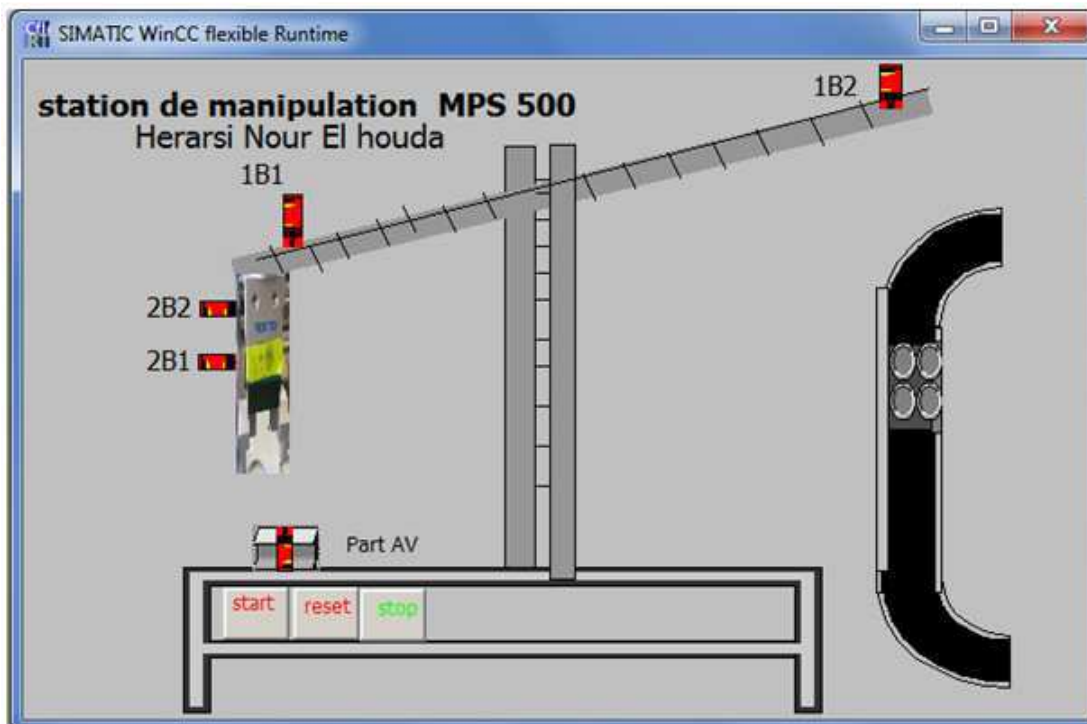 SIMATIC WinCC flexible Runtime
station de manipulation MPS 500
Herarsi Nour El houda
1B2
1B1
2B2
2B1
Part AV
start
reset
stop